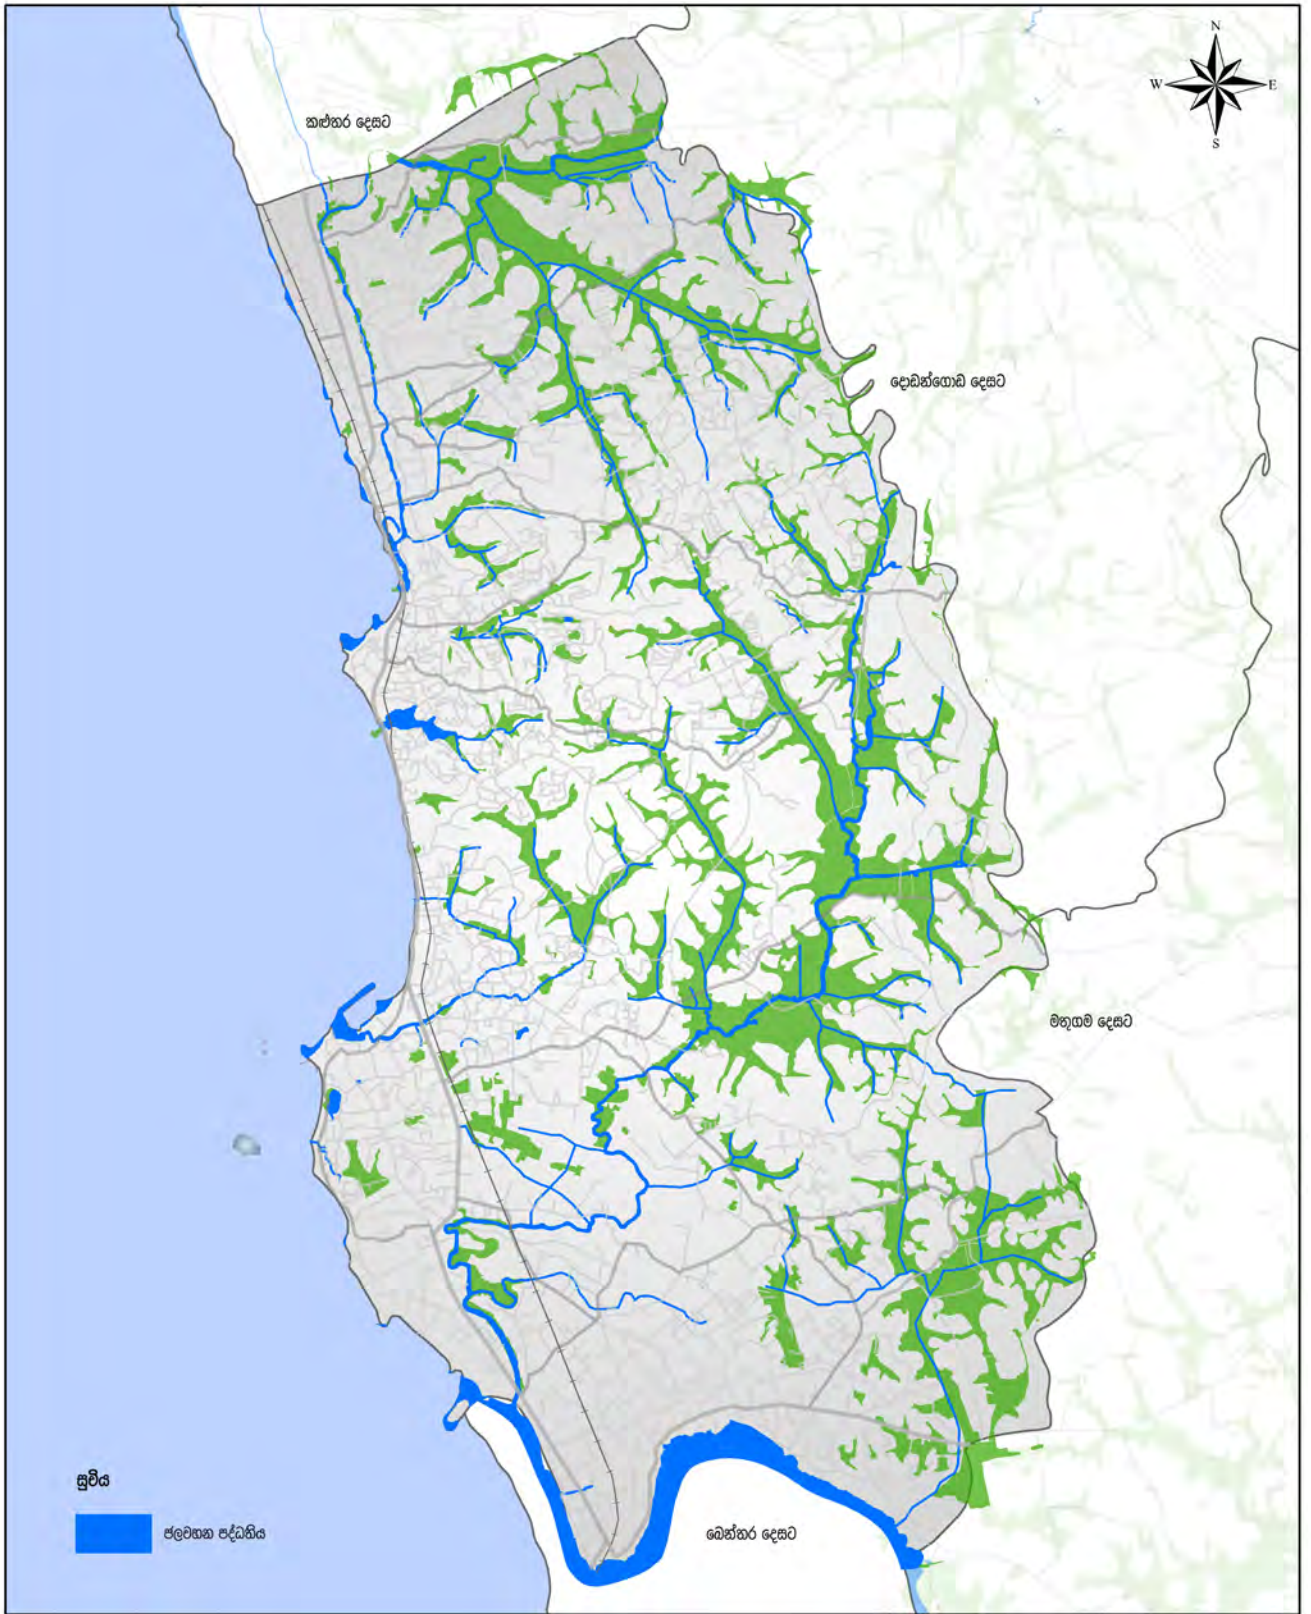 N
W
E
S
කළුතර දෙසට
දොඩන්ගොඩ දෙසට
මතුගම දෙසට
සූචිය
ජලවහන පද්ධතිය
බෙන්තර දෙසට